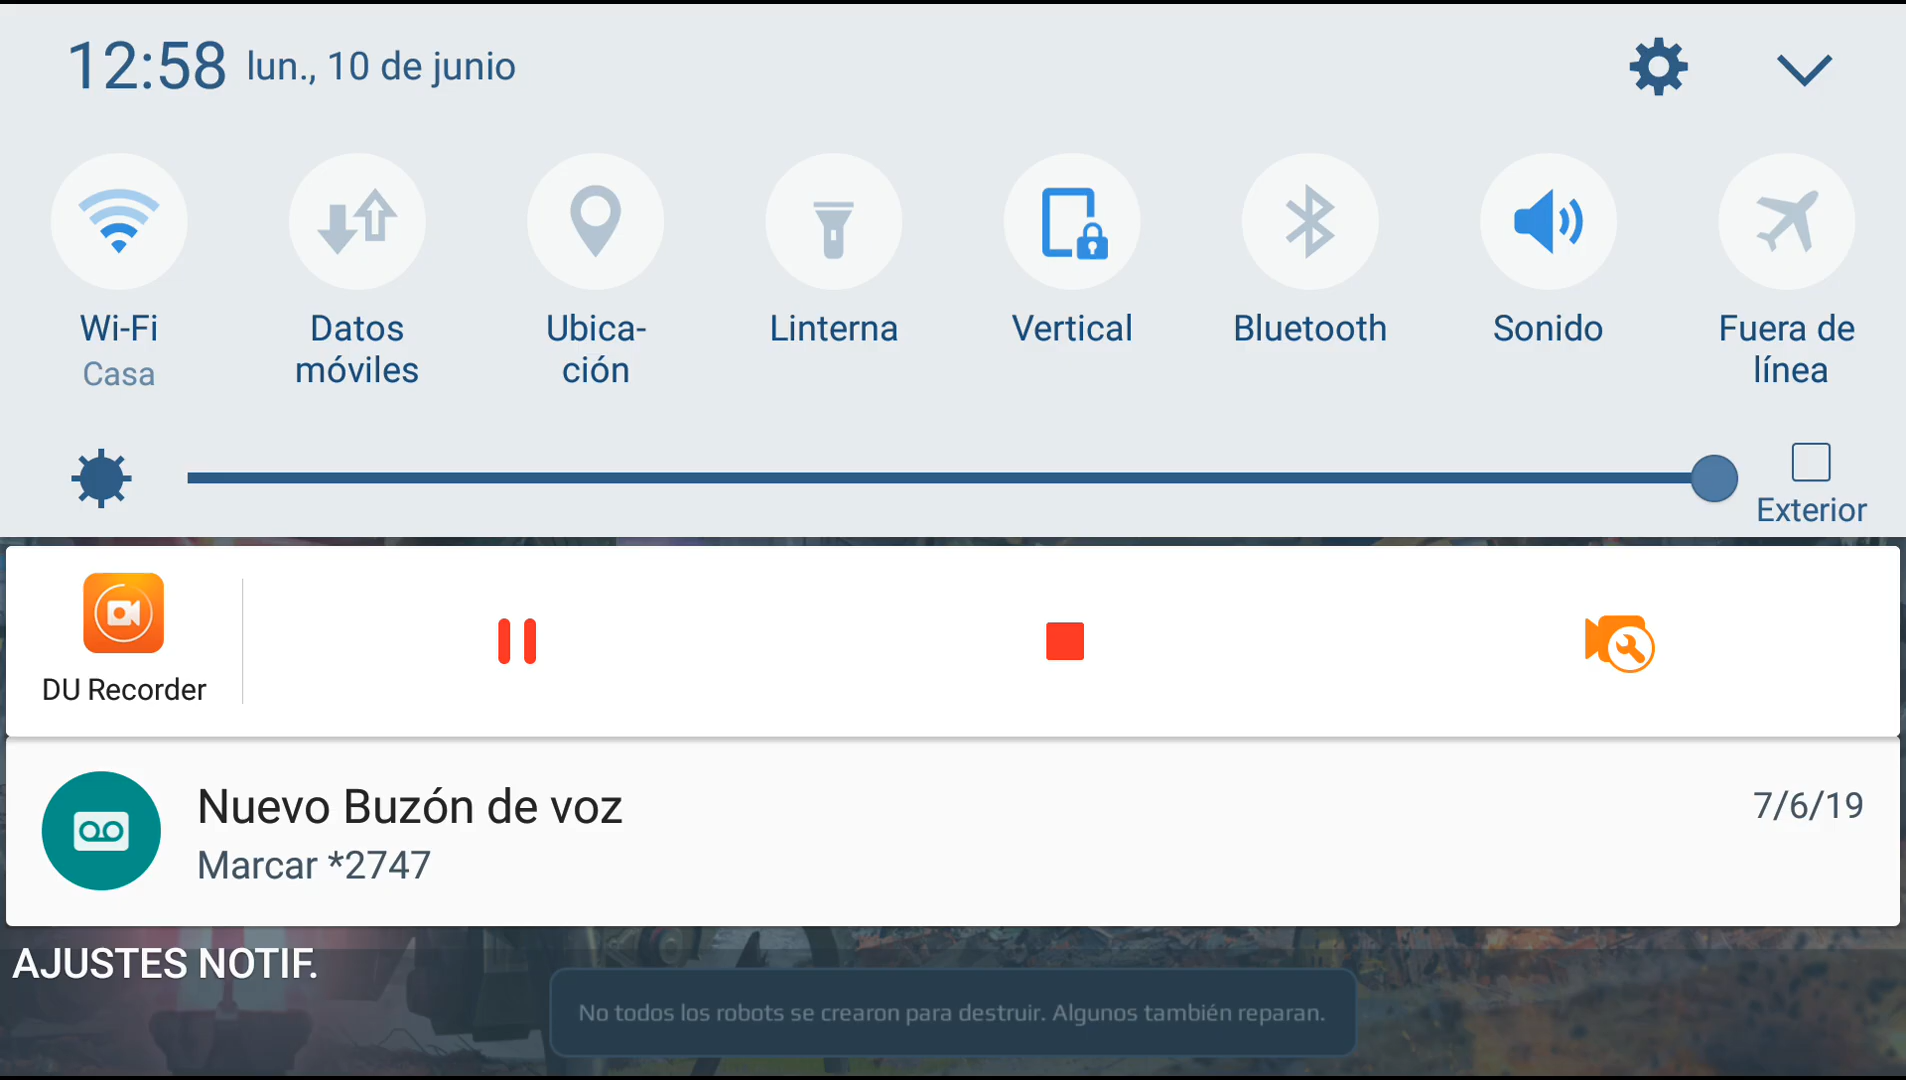 12:58 lun., 10 de junio
Wi-Fi
Casa
Datos
móviles
Ubica-
ción
Linterna
Vertical
Bluetooth
Sonido
Fuera de
línea
Exterior
DU Recorder
Nuevo Buzón de voz
7/6/19
Marcar *2747
AJUSTES NOTIF.
No todos los robots se crearon para destruir. Algunos también reparan.